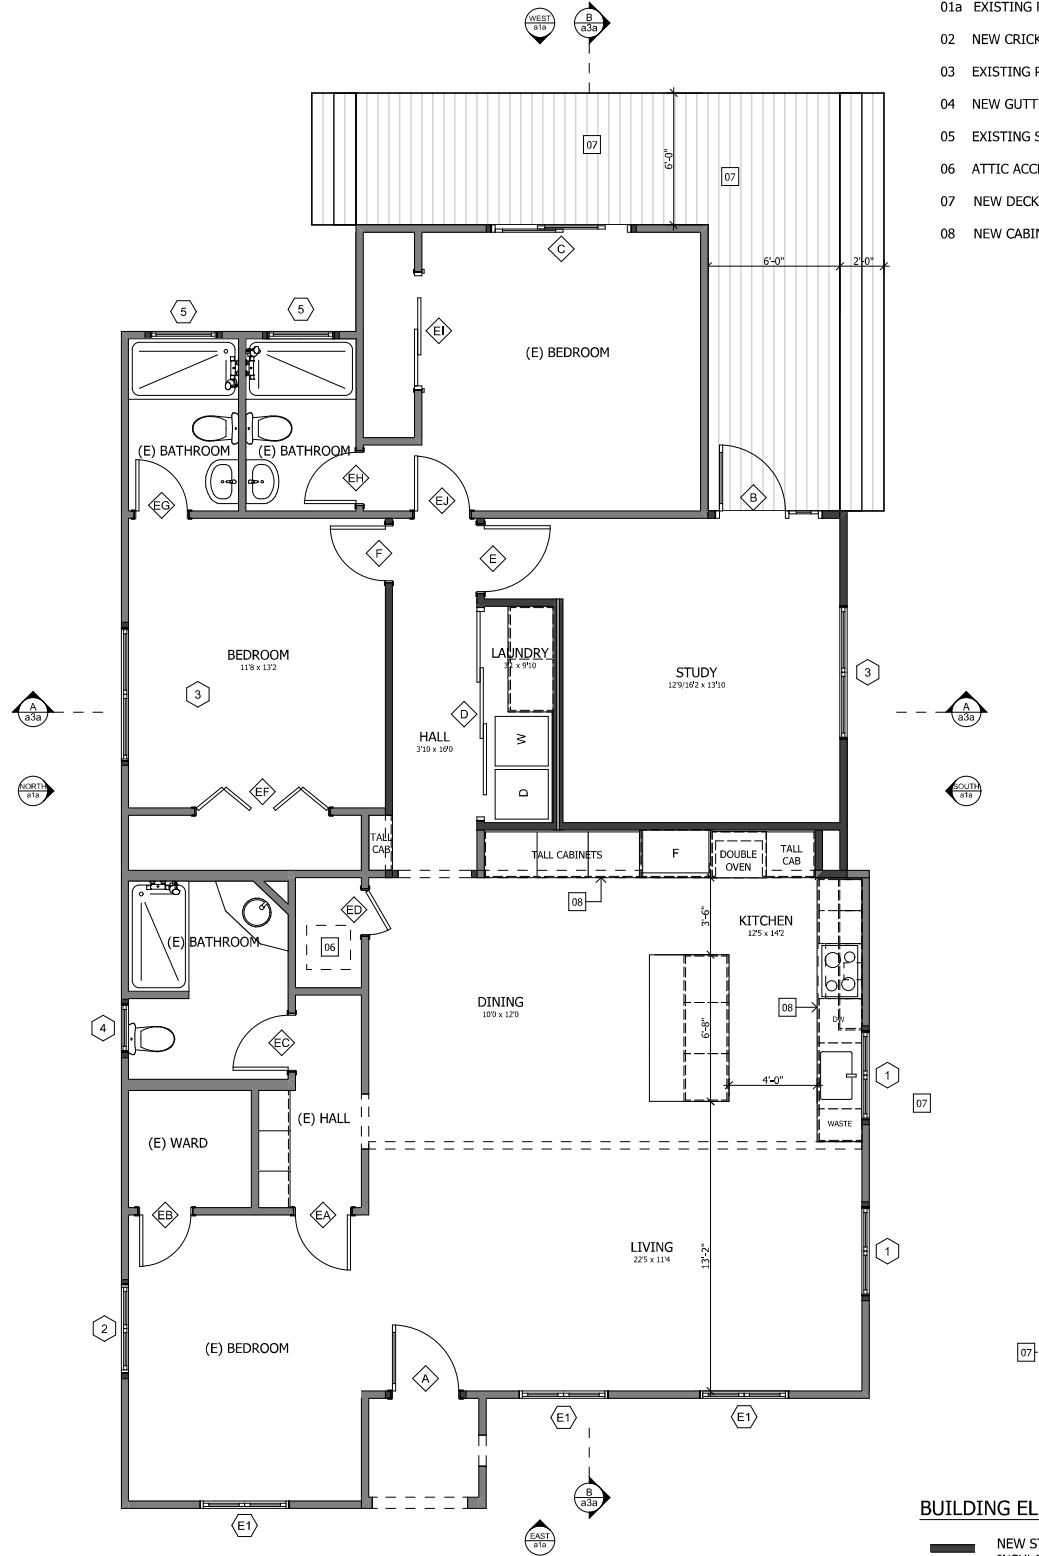 WEST
a1a
B
a3a
01a EXISTING
02 NEW CRICK
03 EXISTING
04 NEW GUTT
05 EXISTING
06 ATTIC ACC
07 NEW DECK
08 NEW CABIN
07
6'-0"
07
C
6'-0"
2'-0"
5
5
EI
(E) BEDROOM
(E) BATHROOM
(E) BATHROOM
EH
EG
EJ
B
F
E
BEDROOM
11'8 x 13'2
LAUNDRY
9'10
STUDY
12'9/16'2 x 13'10
3
3
A
a3a
D
A
a3a
HALL
3'10 x 16'0
W
NORTH
a1a
EF
D
SOUTH
a1a
TALL
CAB
TALL CABINETS
F
DOUBLE
OVEN
TALL
CAB
08
ED
3'-6"
KITCHEN
12'5 x 14'2
(E) BATHROOM
06
DINING
10'0 x 12'0
08
DW
4
6'-8"
EC
4'-0"
1
07
(E) HALL
WASTE
(E) WARD
EB
EA
LIVING
22'5 x 11'4
13'-2"
1
2
(E) BEDROOM
07
A
E1
E1
B
a3a
E1
EAST
a1a
BUILDING EL
NEW ST